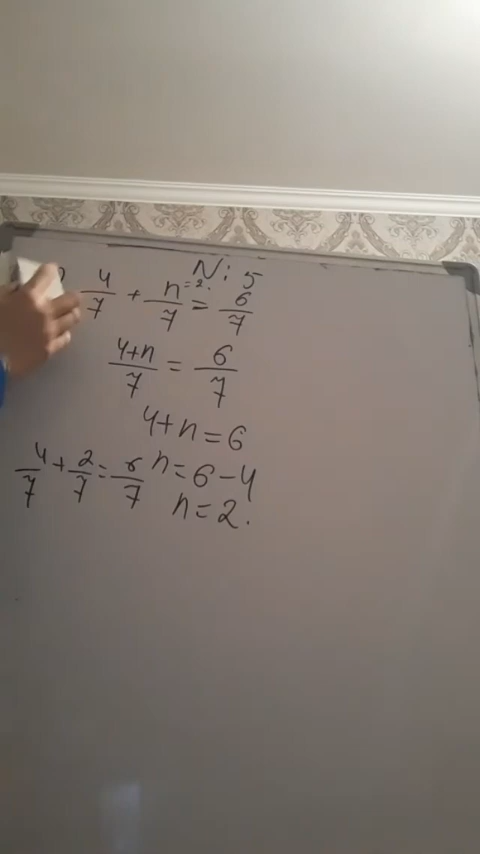 N: 5
4/7 + n/7 = 6/7
n=2.
(4+n)/7 = 6/7
4+n=6
4/7 + 2/7 = 6/7
n=6-4
n=2.